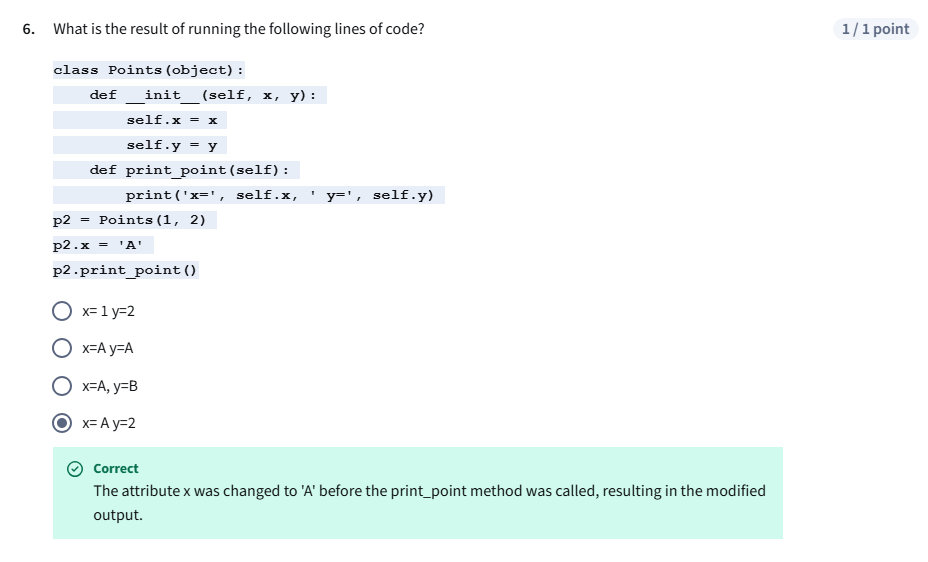 6. What is the result of running the following lines of code? 1 / 1 point
class Points(object):
    def __init__(self, x, y):
        self.x = x
        self.y = y
    def print_point(self):
        print('x=', self.x, ' y=', self.y)
p2 = Points(1, 2)
p2.x = 'A'
p2.print_point()
x= 1 y=2
x=A y=A
x=A, y=B
x= A y=2
Correct
The attribute x was changed to 'A' before the print_point method was called, resulting in the modified
output.